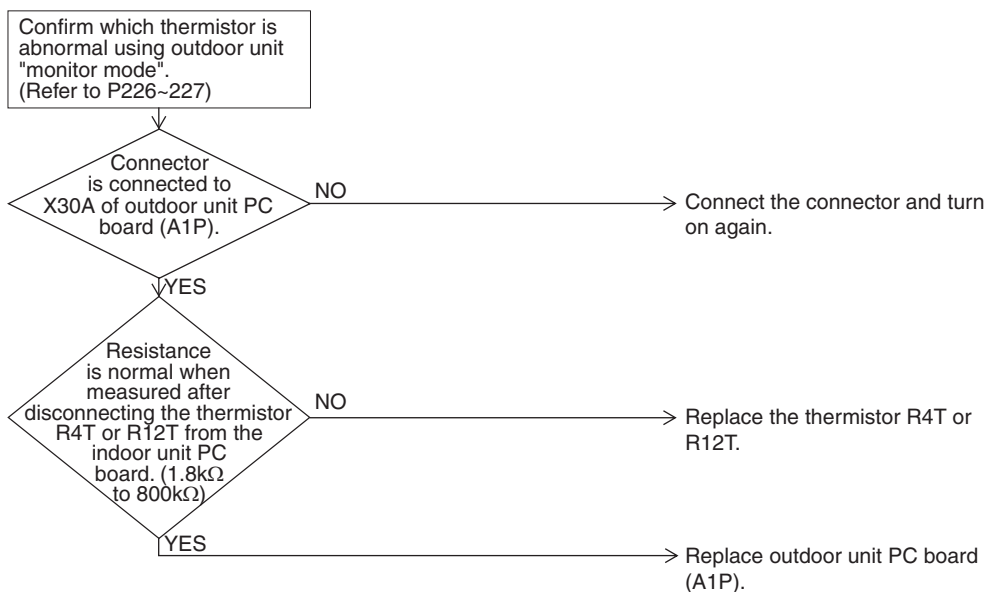 Confirm which thermistor is
abnormal using outdoor unit
"monitor mode".
(Refer to P226~227)
Connector
is connected to
X30A of outdoor unit PC
board (A1P).
NO
Connect the connector and turn
on again.
YES
Resistance
is normal when
measured after
disconnecting the thermistor
R4T or R12T from the
indoor unit PC
board. (1.8kΩ
to 800kΩ)
NO
Replace the thermistor R4T or
R12T.
YES
Replace outdoor unit PC board
(A1P).